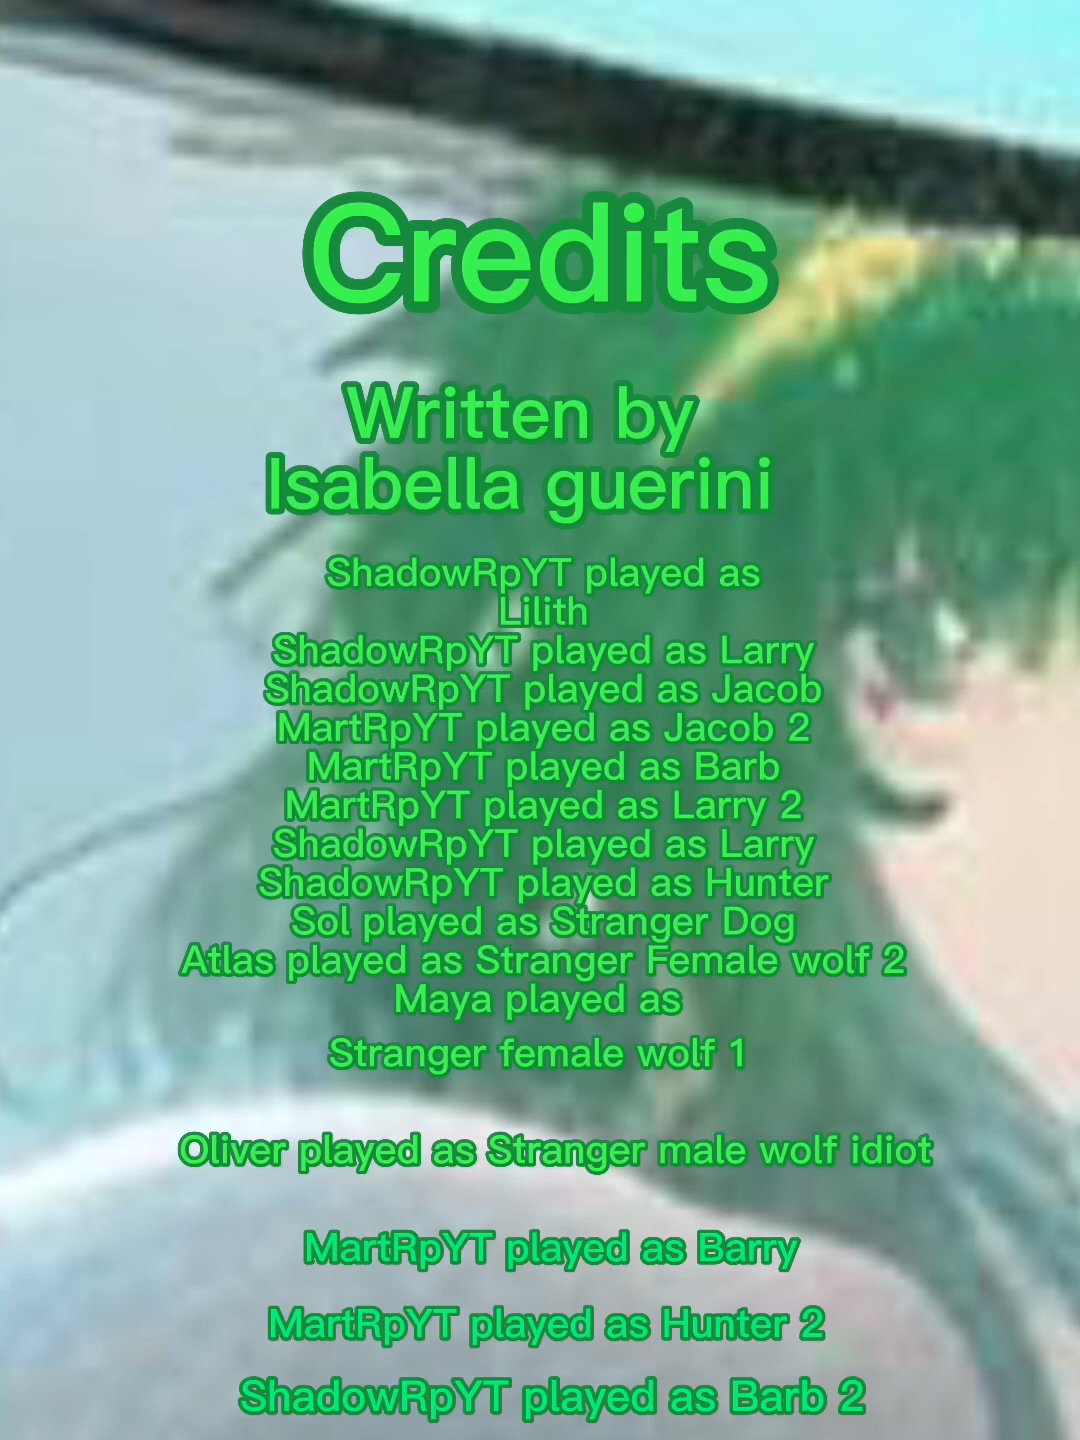 Credits
Written by
Isabella guerini
ShadowRpYT played as
Lilith
ShadowRpYT played as Larry
ShadowRpYT played as Jacob
MartRpYT played as Jacob 2
MartRpYT played as Barb
MartRpYT played as Larry 2
ShadowRpYT played as Larry
ShadowRpYT played as Hunter
Sol played as Stranger Dog
Atlas played as Stranger Female wolf 2
Maya played as
Stranger female wolf 1
Oliver played as Stranger male wolf idiot
MartRpYT played as Barry
MartRpYT played as Hunter 2
ShadowRpYT played as Barb 2